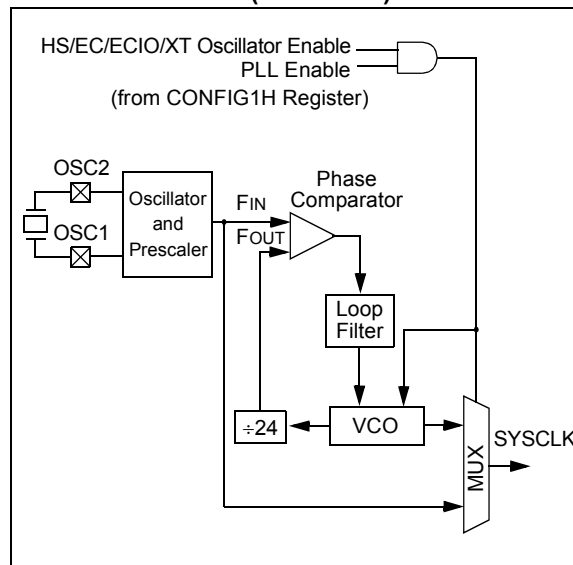 HS/EC/ECIO/XT Oscillator Enable
PLL Enable
(from CONFIG1H Register)
OSC2
OSC1
Oscillator
and
Prescaler
FIN
FOUT
Phase
Comparator
Loop
Filter
÷24
VCO
MUX
SYSCLK